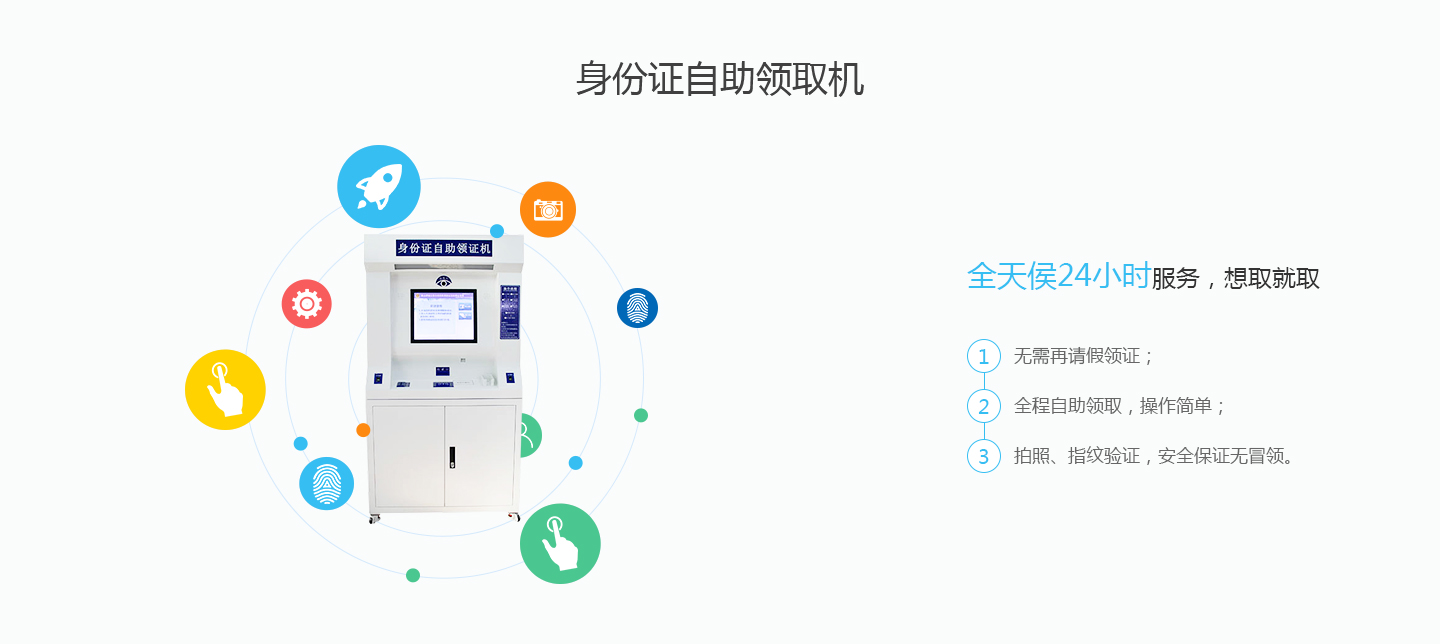 身份证自助领取机
身份证自助领证机
全天侯24小时服务，想取就取
1 无需再请假领证；
2 全程自助领取，操作简单；
3 拍照、指纹验证，安全保证无冒领。